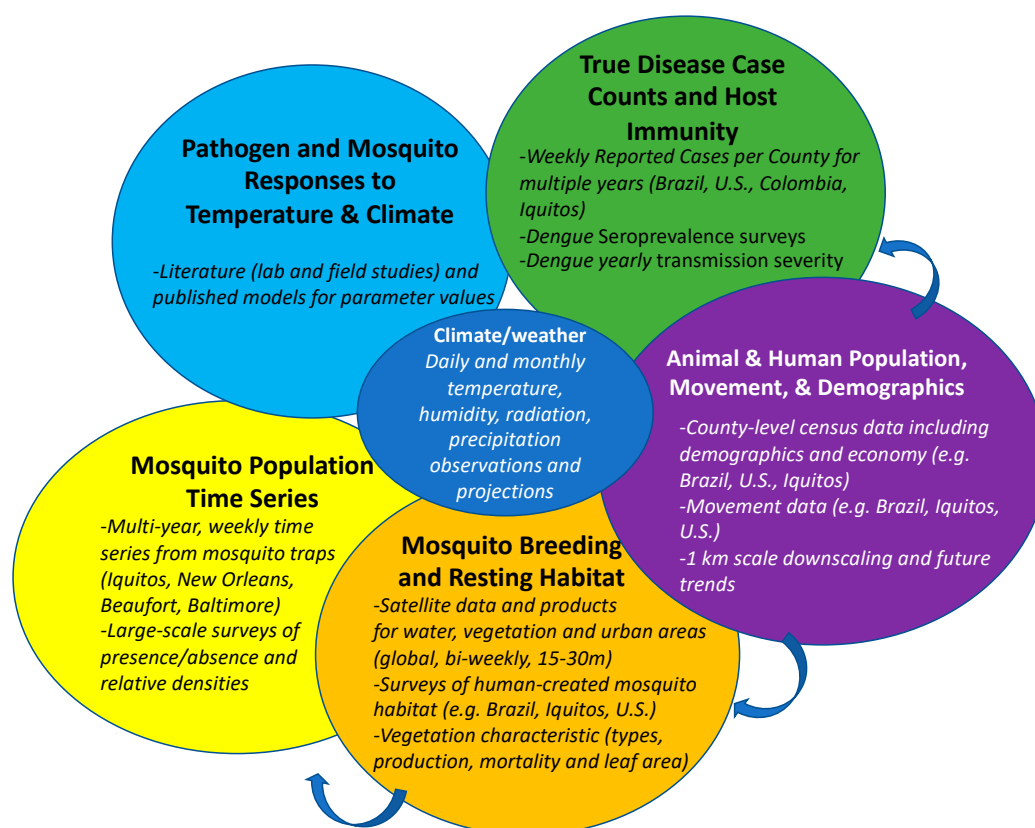 True Disease Case
Counts and Host
Immunity
-Weekly Reported Cases per County for
multiple years (Brazil, U.S., Colombia,
Iquitos)
-Dengue Seroprevalence surveys
-Dengue yearly transmission severity
Pathogen and Mosquito
Responses to
Temperature & Climate
-Literature (lab and field studies) and
published models for parameter values
Climate/weather
Daily and monthly
temperature,
humidity, radiation,
precipitation
observations and
projections
Animal & Human Population,
Movement, & Demographics
-County-level census data including
demographics and economy (e.g.
Brazil, U.S., Iquitos)
-Movement data (e.g. Brazil, Iquitos,
U.S.)
-1 km scale downscaling and future
trends
Mosquito Population
Time Series
-Multi-year, weekly time
series from mosquito traps
(Iquitos, New Orleans,
Beaufort, Baltimore)
-Large-scale surveys of
presence/absence and
relative densities
Mosquito Breeding
and Resting Habitat
-Satellite data and products
for water, vegetation and urban areas
(global, bi-weekly, 15-30m)
-Surveys of human-created mosquito
habitat (e.g. Brazil, Iquitos, U.S.)
-Vegetation characteristic (types,
production, mortality and leaf area)